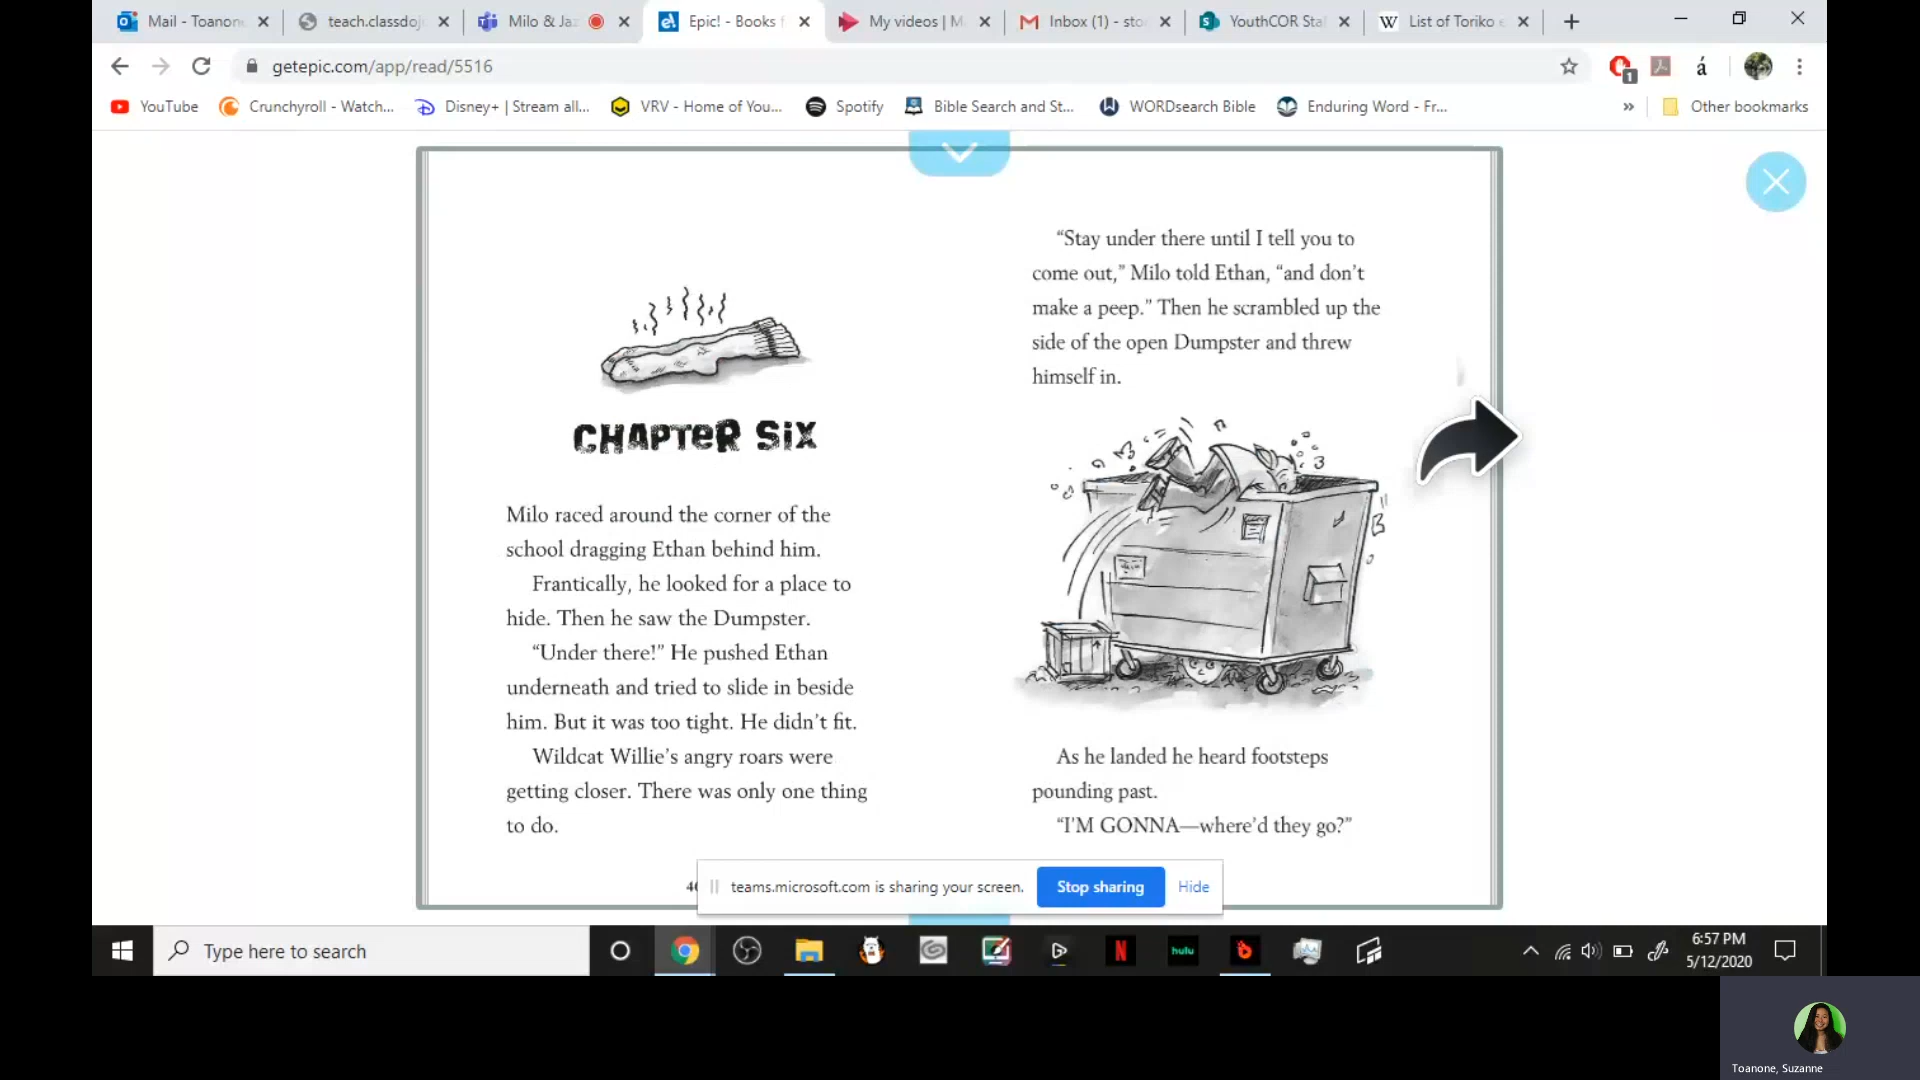 Mail - Toanon
teach.classdoj
Milo & Ja
Epic! - Books f
My videos | M
Inbox (1) - sto
YouthCOR Sta
List of Toriko e
getepic.com/app/read/5516
1
á
YouTube
Crunchyroll - Watch...
Disney+ | Stream all...
VRV - Home of You...
Spotify
Bible Search and St...
WORDsearch Bible
Enduring Word - Fr...
»
Other bookmarks
CHAPTER SIX
Milo raced around the corner of the
school dragging Ethan behind him.
Frantically, he looked for a place to
hide. Then he saw the Dumpster.
“Under there!” He pushed Ethan
underneath and tried to slide in beside
him. But it was too tight. He didn’t fit.
Wildcat Willie’s angry roars were
getting closer. There was only one thing
to do.
“Stay under there until I tell you to
come out,” Milo told Ethan, “and don’t
make a peep.” Then he scrambled up the
side of the open Dumpster and threw
himself in.
As he landed he heard footsteps
pounding past.
“I’M GONNA—where’d they go?”
teams.microsoft.com is sharing your screen.
Stop sharing
Hide
Type here to search
hulu
6:57 PM
5/12/2020
Toanone, Suzanne